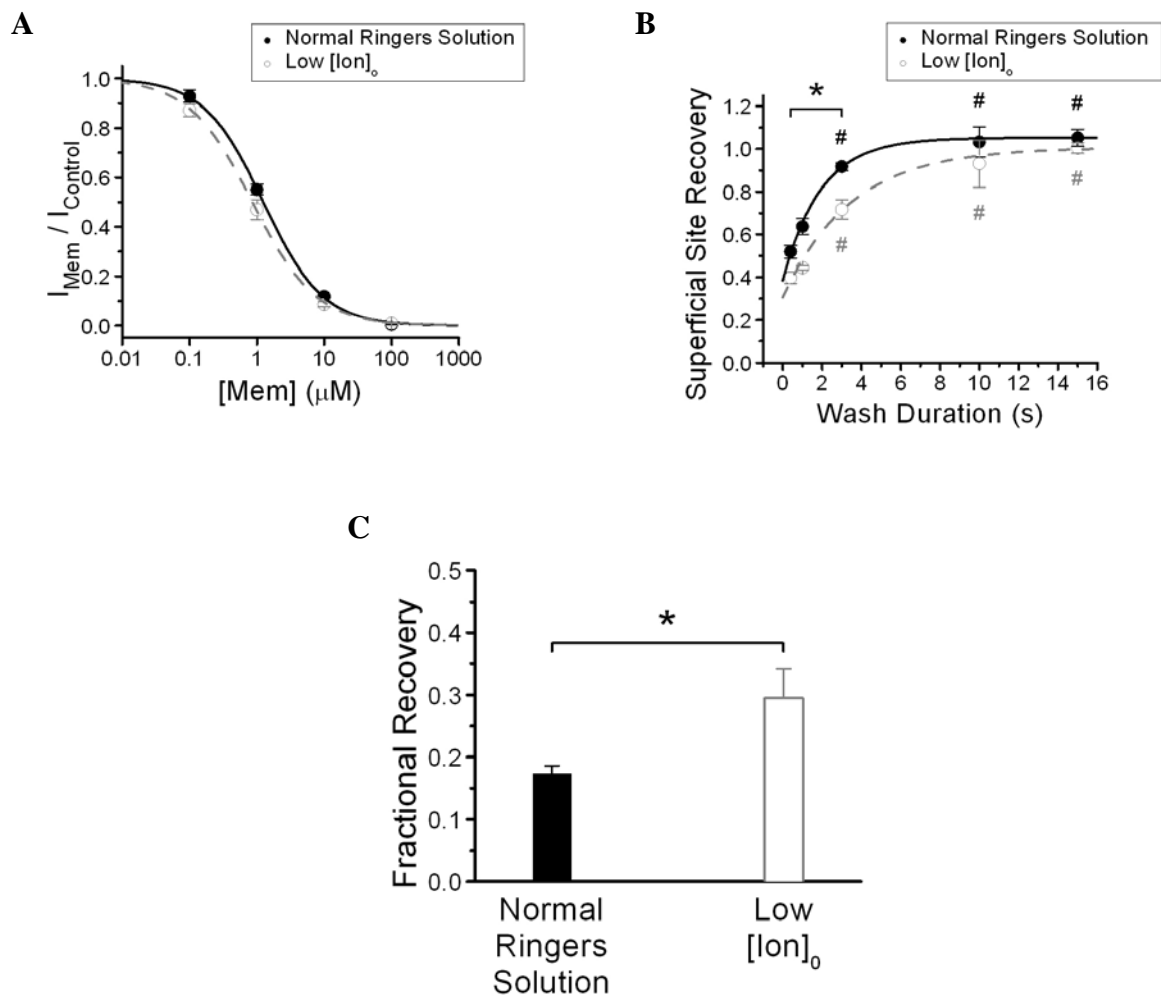 A
Normal Ringers Solution
Low [Ion]o
1.0
0.8
0.6
0.4
0.2
0.0
I Mem / I Control
0.01 0.1 1 10 100 1000
[Mem] (μM)
B
Normal Ringers Solution
Low [Ion]o
1.2
1.0
0.8
0.6
0.4
0.2
0.0
Superficial Site Recovery
*
# # #
# # #
0 2 4 6 8 10 12 14 16
Wash Duration (s)
C
0.5
0.4
0.3
0.2
0.1
0.0
Fractional Recovery
*
Normal Low
Ringers [Ion]0
Solution